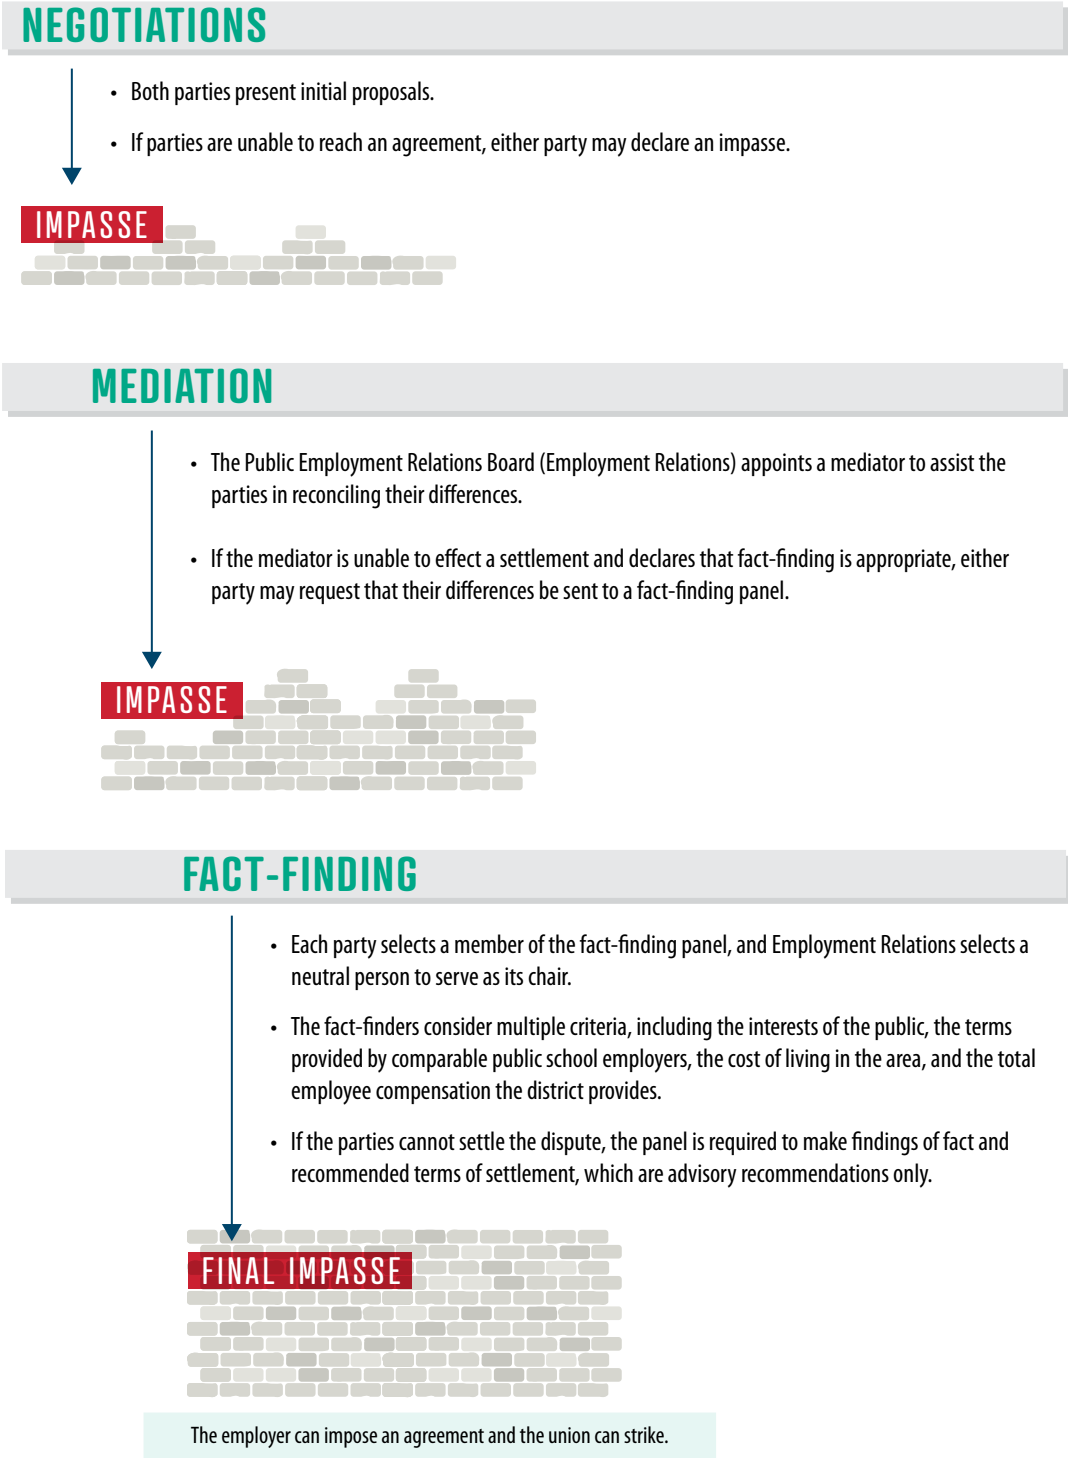 NEGOTIATIONS
• Both parties present initial proposals.
• If parties are unable to reach an agreement, either party may declare an impasse.
IMPASSE
MEDIATION
• The Public Employment Relations Board (Employment Relations) appoints a mediator to assist the
parties in reconciling their differences.
• If the mediator is unable to effect a settlement and declares that fact-finding is appropriate, either
party may request that their differences be sent to a fact-finding panel.
IMPASSE
FACT-FINDING
• Each party selects a member of the fact-finding panel, and Employment Relations selects a
neutral person to serve as its chair.
• The fact-finders consider multiple criteria, including the interests of the public, the terms
provided by comparable public school employers, the cost of living in the area, and the total
employee compensation the district provides.
• If the parties cannot settle the dispute, the panel is required to make findings of fact and
recommended terms of settlement, which are advisory recommendations only.
FINAL IMPASSE
The employer can impose an agreement and the union can strike.